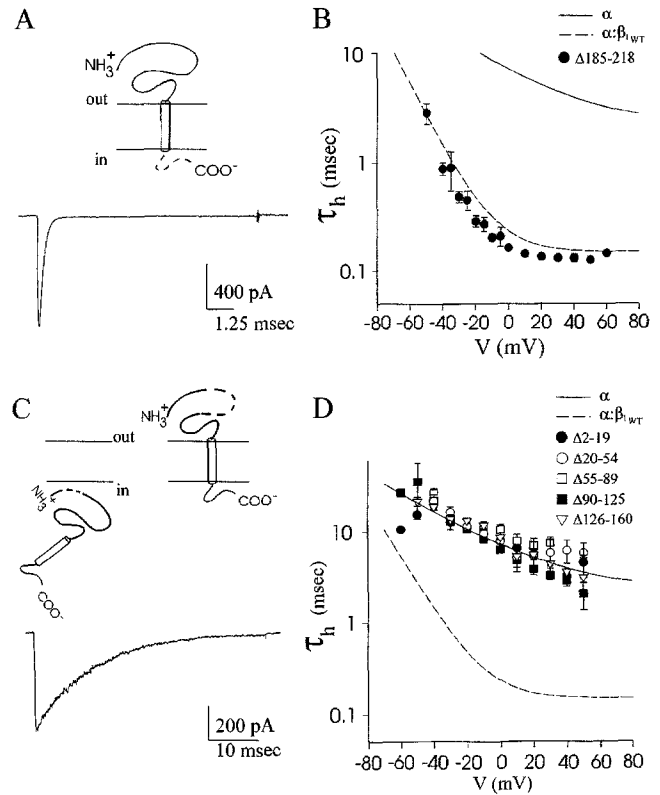 A
NH3+
out
in
COO-
400 pA
1.25 msec
B
α
α:β1WT
Δ185-218
10
1
0.1
τh (msec)
-80 -60 -40 -20 0 20 40 60 80
V (mV)
C
NH3+
out
in
NH3+
COO-
COO-
200 pA
10 msec
D
α
α:β1WT
Δ2-19
Δ20-54
Δ55-89
Δ90-125
Δ126-160
10
1
0.1
τh (msec)
-80 -60 -40 -20 0 20 40 60 80
V (mV)